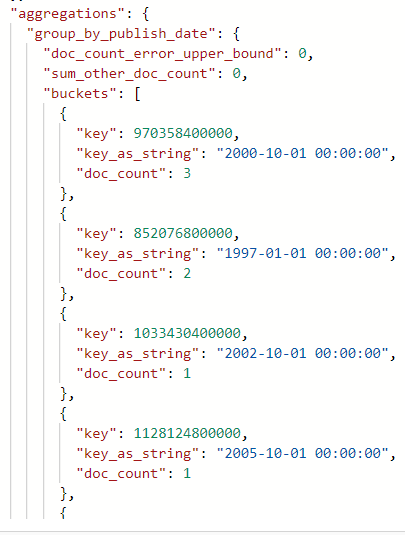 "aggregations": {
"group_by_publish_date": {
"doc_count_error_upper_bound": 0,
"sum_other_doc_count": 0,
"buckets": [
{
"key": 970358400000,
"key_as_string": "2000-10-01 00:00:00",
"doc_count": 3
},
{
"key": 852076800000,
"key_as_string": "1997-01-01 00:00:00",
"doc_count": 2
},
{
"key": 1033430400000,
"key_as_string": "2002-10-01 00:00:00",
"doc_count": 1
},
{
"key": 1128124800000,
"key_as_string": "2005-10-01 00:00:00",
"doc_count": 1
},
{